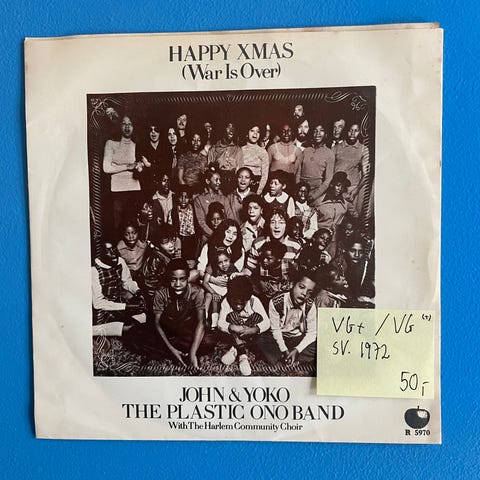 HAPPY XMAS
(War Is Over)
VG+ / VG (+)
SV. 1972
50,-
JOHN & YOKO
THE PLASTIC ONO BAND
With The Harlem Community Choir
R 5970